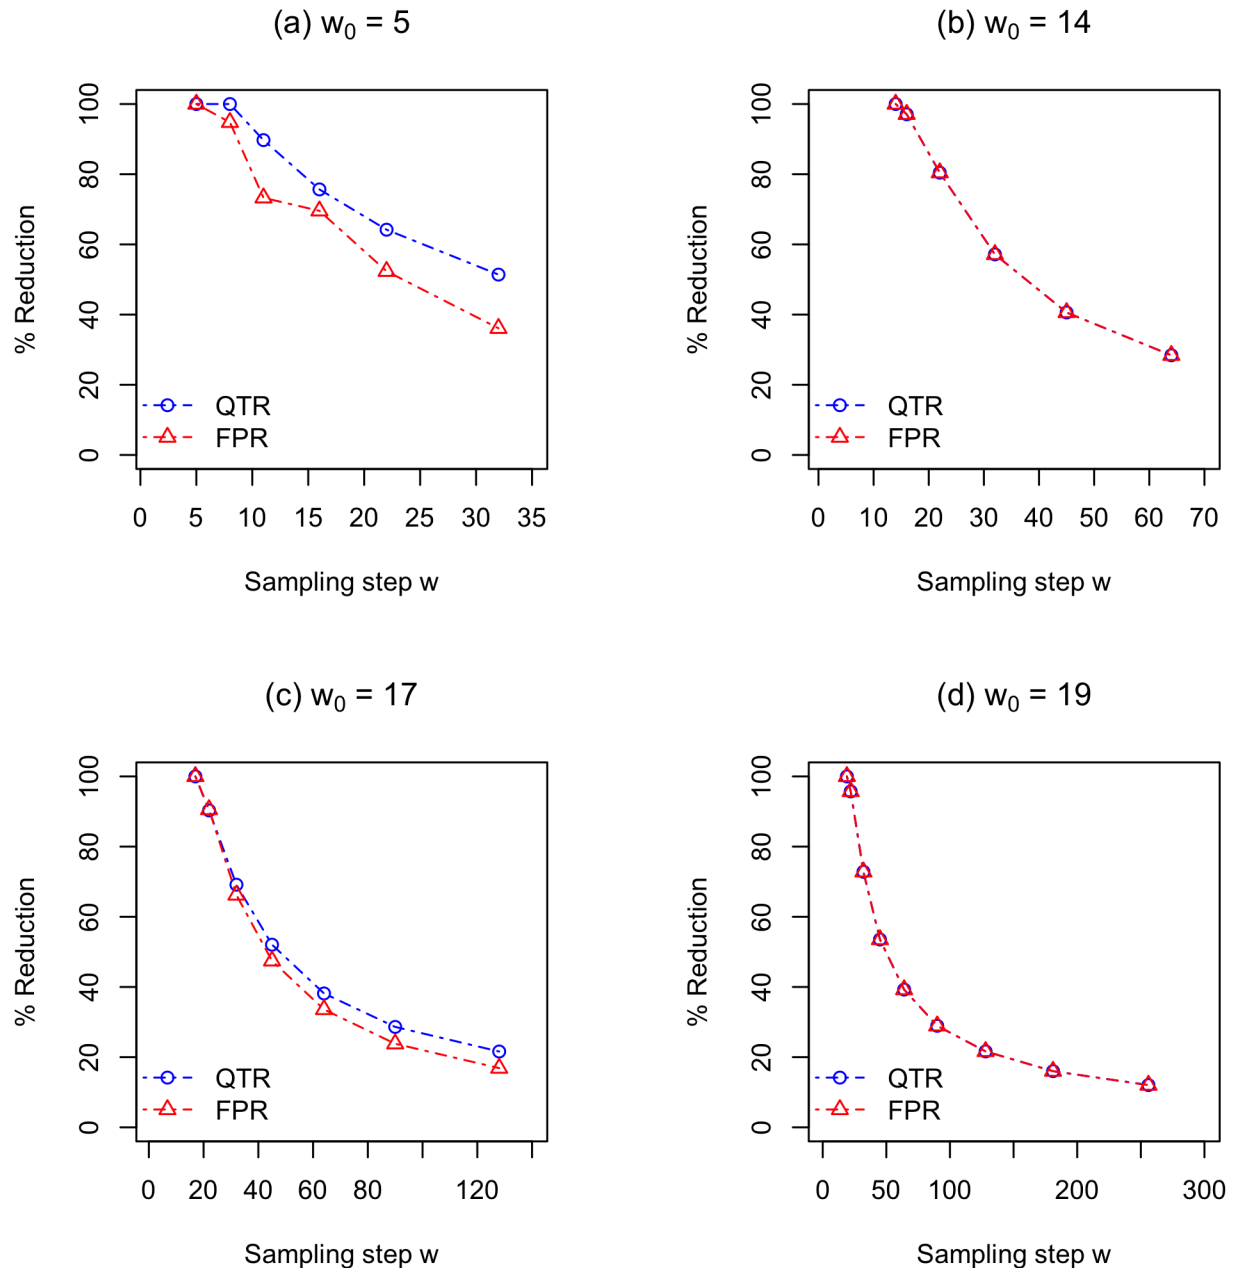 (a) w₀ = 5
% Reduction
100
80
60
40
20
0
QTR
FPR
0 5 10 15 20 25 30 35
Sampling step w
(b) w₀ = 14
% Reduction
100
80
60
40
20
0
QTR
FPR
0 10 20 30 40 50 60 70
Sampling step w
(c) w₀ = 17
% Reduction
100
80
60
40
20
0
QTR
FPR
0 20 40 60 80 120
Sampling step w
(d) w₀ = 19
% Reduction
100
80
60
40
20
0
QTR
FPR
0 50 100 200 300
Sampling step w